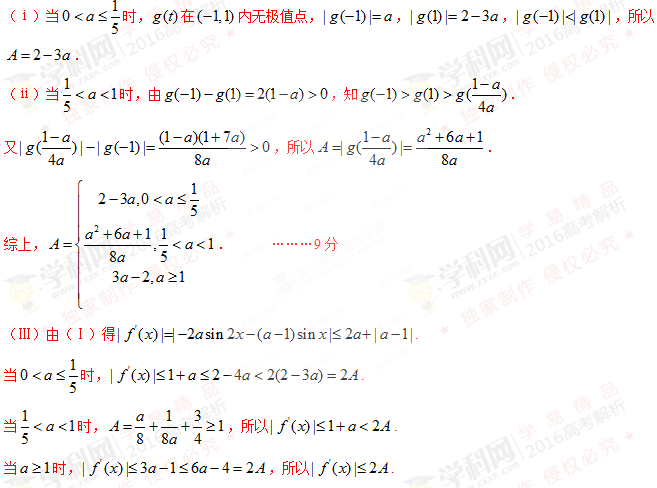 (ⅰ)当0<a≤1/5时，g(t)在(−1,1)内无极值点，|g(−1)|=a，|g(1)|=2−3a，|g(−1)|<|g(1)|，所以
A=2−3a．
(ⅱ)当1/5<a<1时，由g(−1)−g(1)=2(1−a)>0，知g(−1)>g(1)>g((1−a)/4a)．
又|g((1−a)/4a)|−|g(−1)|=(1−a)(1+7a)/8a>0，所以A=|g((1−a)/4a)|=(a²+6a+1)/8a．
综上，A={2−3a,0<a≤1/5
(a²+6a+1)/8a,1/5<a<1．
3a−2,a≥1
………9分
(Ⅲ)由(Ⅰ)得|f′(x)|=|−2asin2x−(a−1)sinx|≤2a+|a−1|.
当0<a≤1/5时，|f′(x)|≤1+a≤2−4a<2(2−3a)=2A.
当1/5<a<1时，A=a/8+1/8a+3/4≥1，所以|f′(x)|≤1+a<2A.
当a≥1时，|f′(x)|≤3a−1≤6a−4=2A，所以|f′(x)|≤2A.